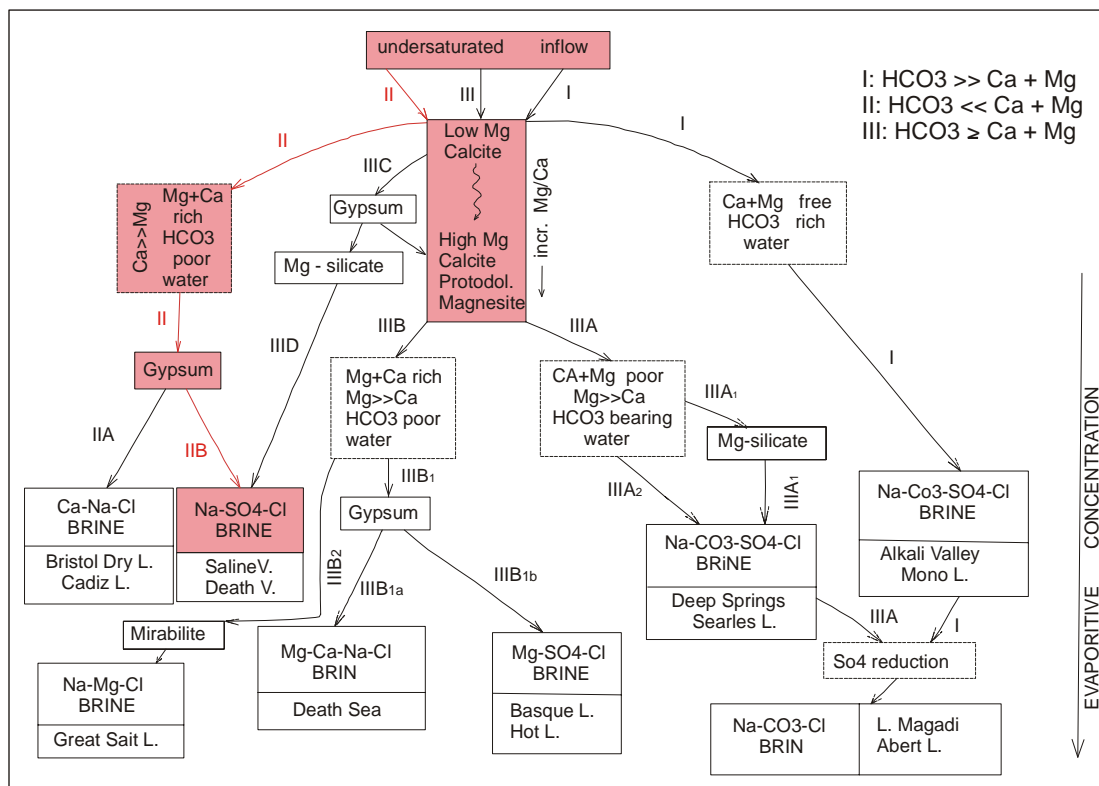 undersaturated inflow
I: HCO3 >> Ca + Mg
II: HCO3 << Ca + Mg
III: HCO3 ≥ Ca + Mg
II
III
I
II
I
Low Mg
Calcite
High Mg
Calcite
Protodol.
Magnesite
incr. Mg/Ca
IIIC
Gypsum
Mg - silicate
Ca>>Mg
Mg+Ca
rich
HCO3
poor
water
Ca+Mg free
HCO3 rich
water
II
Gypsum
IIID
IIIB
IIIA
I
Mg+Ca rich
Mg>>Ca
HCO3 poor
water
CA+Mg poor
Mg>>Ca
HCO3 bearing
water
IIIA1
Mg-silicate
IIA
IIB
IIIB1
IIIA2
IIIA1
Ca-Na-Cl
BRINE
Bristol Dry L.
Cadiz L.
Na-SO4-Cl
BRINE
SalineV.
Death V.
Gypsum
Na-CO3-SO4-Cl
BRiNE
Deep Springs
Searles L.
Na-Co3-SO4-Cl
BRINE
Alkali Valley
Mono L.
IIIB2
IIIB1a
IIIB1b
IIIA
I
Mirabilite
So4 reduction
Na-Mg-Cl
BRINE
Great Sait L.
Mg-Ca-Na-Cl
BRIN
Death Sea
Mg-SO4-Cl
BRINE
Basque L.
Hot L.
Na-CO3-Cl
BRIN
L. Magadi
Abert L.
EVAPORITIVE CONCENTRATION